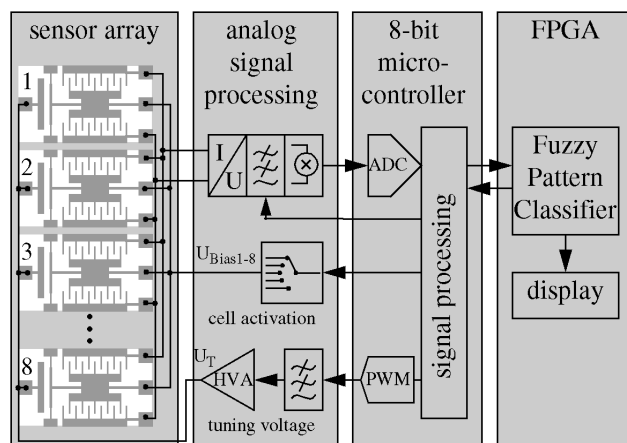 sensor array
analog
signal
processing
8-bit
micro-
controller
FPGA
1
2
3
8
I
U
ADC
signal processing
Fuzzy
Pattern
Classifier
display
U_Bias1-8
cell activation
U_T
HVA
PWM
tuning voltage